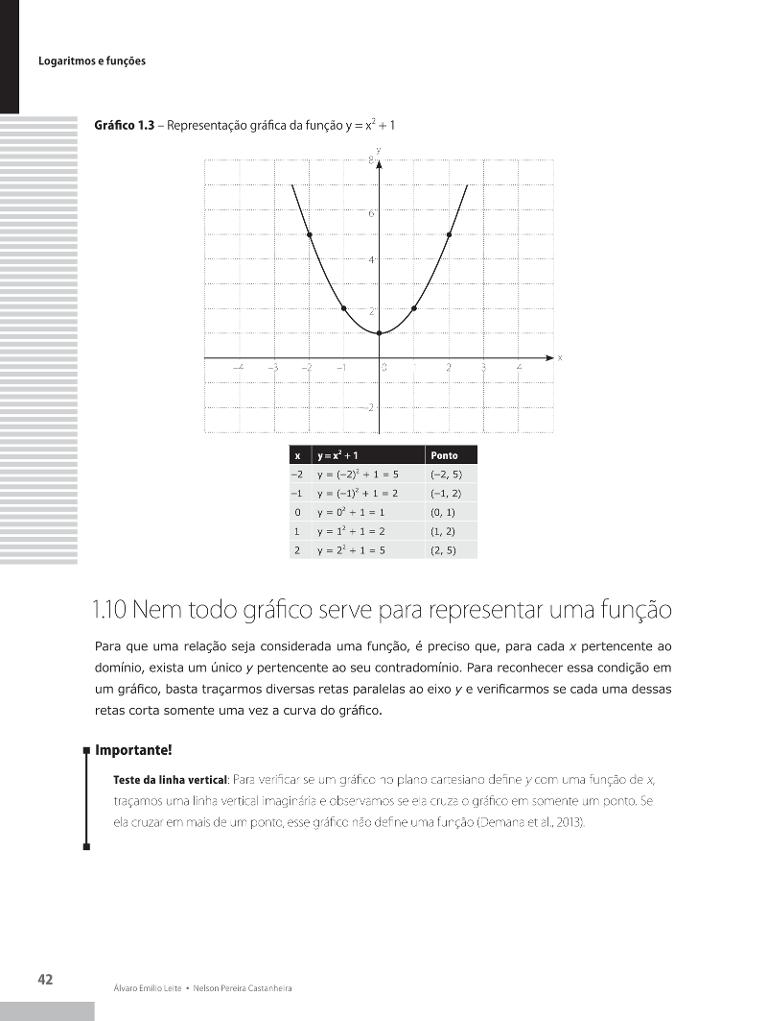 Logaritmos e funções
Gráfico 1.3 – Representação gráfica da função y = x² + 1
y
8
6
4
2
x
–4 –3 –2 –1 0 1 2 3 4
–2
x y = x² + 1 Ponto
–2 y = (–2)² + 1 = 5 (–2, 5)
–1 y = (–1)² + 1 = 2 (–1, 2)
0 y = 0² + 1 = 1 (0, 1)
1 y = 1² + 1 = 2 (1, 2)
2 y = 2² + 1 = 5 (2, 5)
1.10 Nem todo gráfico serve para representar uma função
Para que uma relação seja considerada uma função, é preciso que, para cada x pertencente ao
domínio, exista um único y pertencente ao seu contradomínio. Para reconhecer essa condição em
um gráfico, basta traçarmos diversas retas paralelas ao eixo y e verificarmos se cada uma dessas
retas corta somente uma vez a curva do gráfico.
Importante!
Teste da linha vertical: Para verificar se um gráfico no plano cartesiano define y com uma função de x,
traçamos uma linha vertical imaginária e observamos se ela cruza o gráfico em somente um ponto. Se
ela cruzar em mais de um ponto, esse gráfico não define uma função (Demana et al., 2013).
42
Álvaro Emílio Leite • Nelson Pereira Castanheira